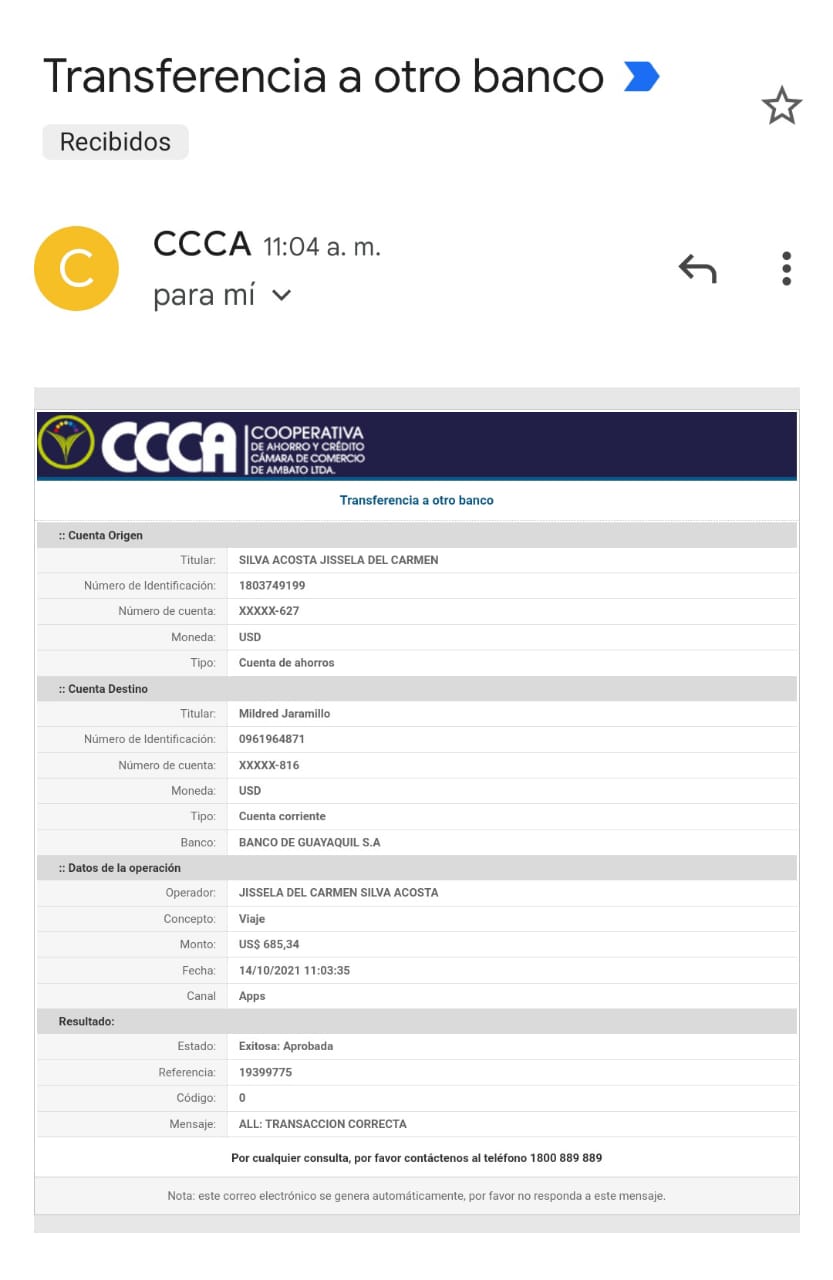 Transferencia a otro banco
Recibidos
C
CCCA 11:04 a. m.
para mí
CCCA COOPERATIVA
DE AHORRO Y CRÉDITO
CÁMARA DE COMERCIO
DE AMBATO LTDA.
Transferencia a otro banco
:: Cuenta Origen
Titular: SILVA ACOSTA JISSELA DEL CARMEN
Número de Identificación: 1803749199
Número de cuenta: XXXXX-627
Moneda: USD
Tipo: Cuenta de ahorros
:: Cuenta Destino
Titular: Mildred Jaramillo
Número de Identificación: 0961964871
Número de cuenta: XXXXX-816
Moneda: USD
Tipo: Cuenta corriente
Banco: BANCO DE GUAYAQUIL S.A
:: Datos de la operación
Operador: JISSELA DEL CARMEN SILVA ACOSTA
Concepto: Viaje
Monto: US$ 685,34
Fecha: 14/10/2021 11:03:35
Canal Apps
Resultado:
Estado: Exitosa: Aprobada
Referencia: 19399775
Código: 0
Mensaje: ALL: TRANSACCION CORRECTA
Por cualquier consulta, por favor contáctenos al teléfono 1800 889 889
Nota: este correo electrónico se genera automáticamente, por favor no responda a este mensaje.